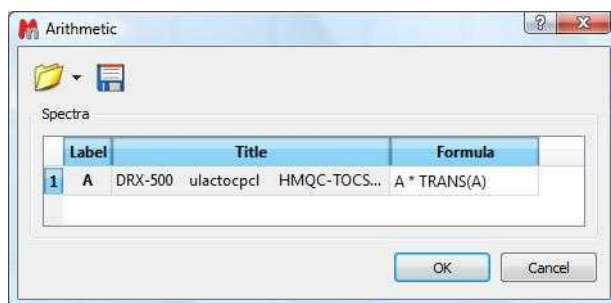 Arithmetic
Spectra
Label Title Formula
1 A DRX-500 ulactocpcl HMQC-TOCS... A * TRANS(A)
OK Cancel